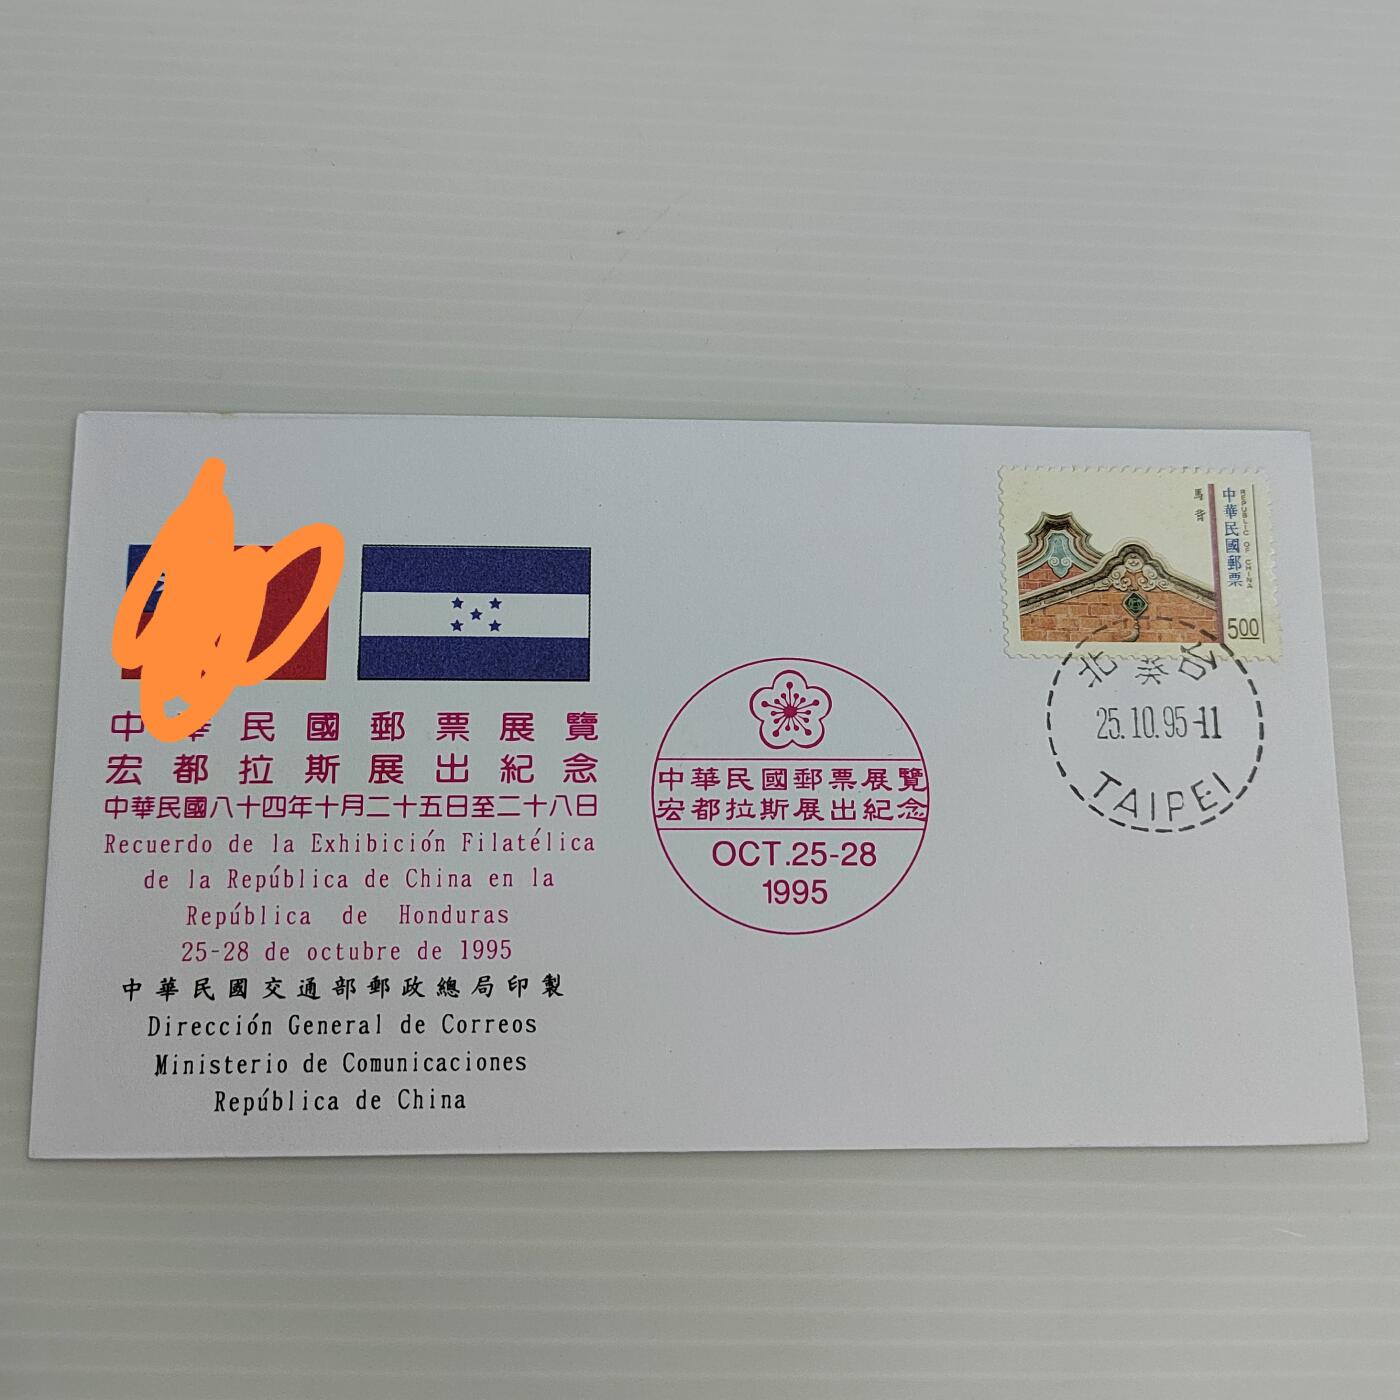 中華民國郵票展覽
宏都拉斯展出紀念
中華民國八十四年十月二十五日至二十八日
Recuerdo de la Exhibición Filatélica
de la República de China en la
República de Honduras
25-28 de octubre de 1995
中華民國交通部郵政總局印製
Dirección General de Correos
Ministerio de Comunicaciones
República de China
中華民國郵票展覽
宏都拉斯展出紀念
OCT.25-28
1995
馬背
中華民國郵票
REPUBLIC OF CHINA
500
北
25.10.95-11
TAIPEI